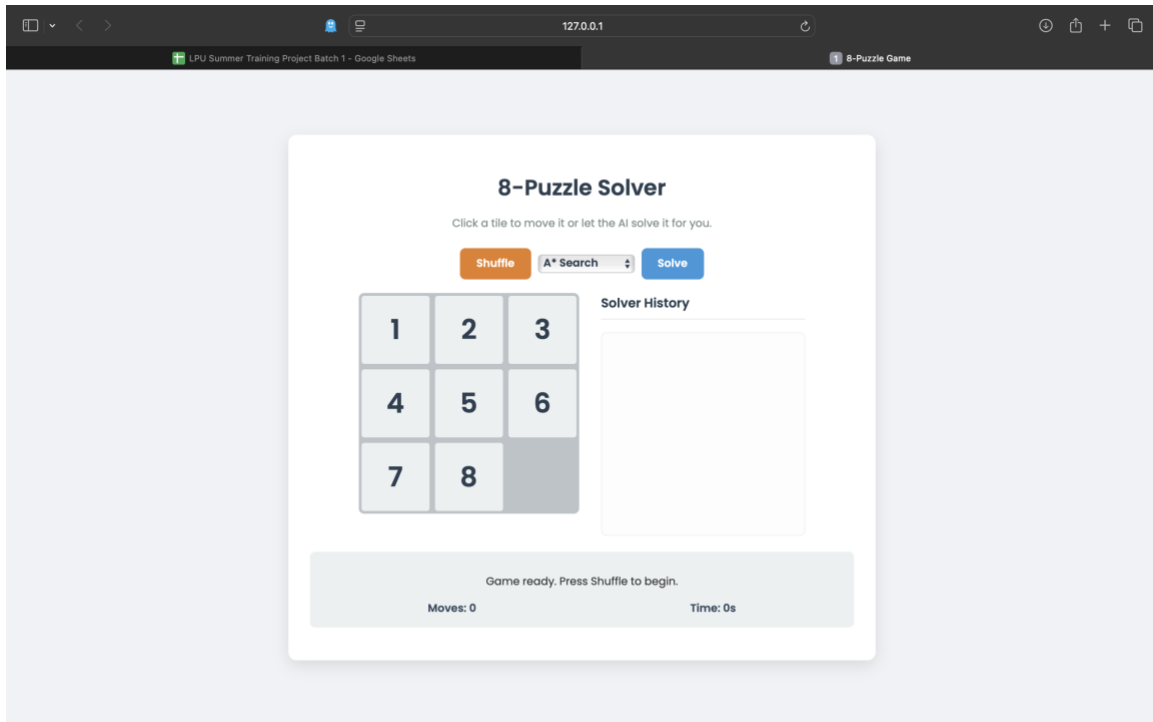 127.0.0.1
LPU Summer Training Project Batch 1 - Google Sheets
1 8-Puzzle Game
8-Puzzle Solver
Click a tile to move it or let the AI solve it for you.
Shuffle A* Search Solve
Solver History
1 2 3
4 5 6
7 8
Game ready. Press Shuffle to begin.
Moves: 0 Time: 0s